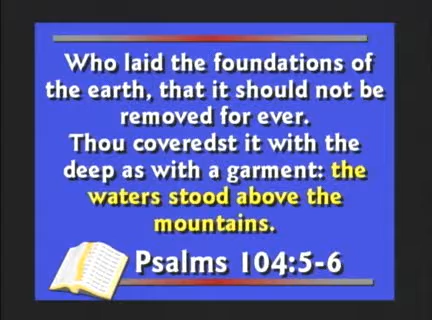 Who laid the foundations of
the earth, that it should not be
removed for ever.
Thou coveredst it with the
deep as with a garment: the
waters stood above the
mountains.
Psalms 104:5-6